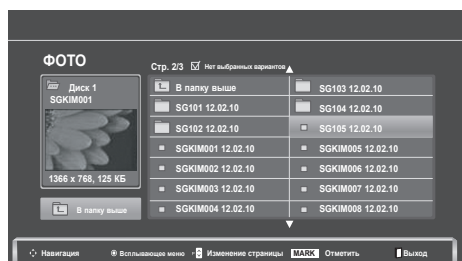 ФОТО
Стр. 2/3 Нет выбранных вариантов
Диск 1
SGKIM001
1366 x 768, 125 КБ
В папку выше
В папку выше
SG101 12.02.10
SG102 12.02.10
SGKIM001 12.02.10
SGKIM002 12.02.10
SGKIM003 12.02.10
SGKIM004 12.02.10
SG103 12.02.10
SG104 12.02.10
SG105 12.02.10
SGKIM005 12.02.10
SGKIM006 12.02.10
SGKIM007 12.02.10
SGKIM008 12.02.10
Навигация Всплывающее меню Изменение страницы MARK Отметить Выход